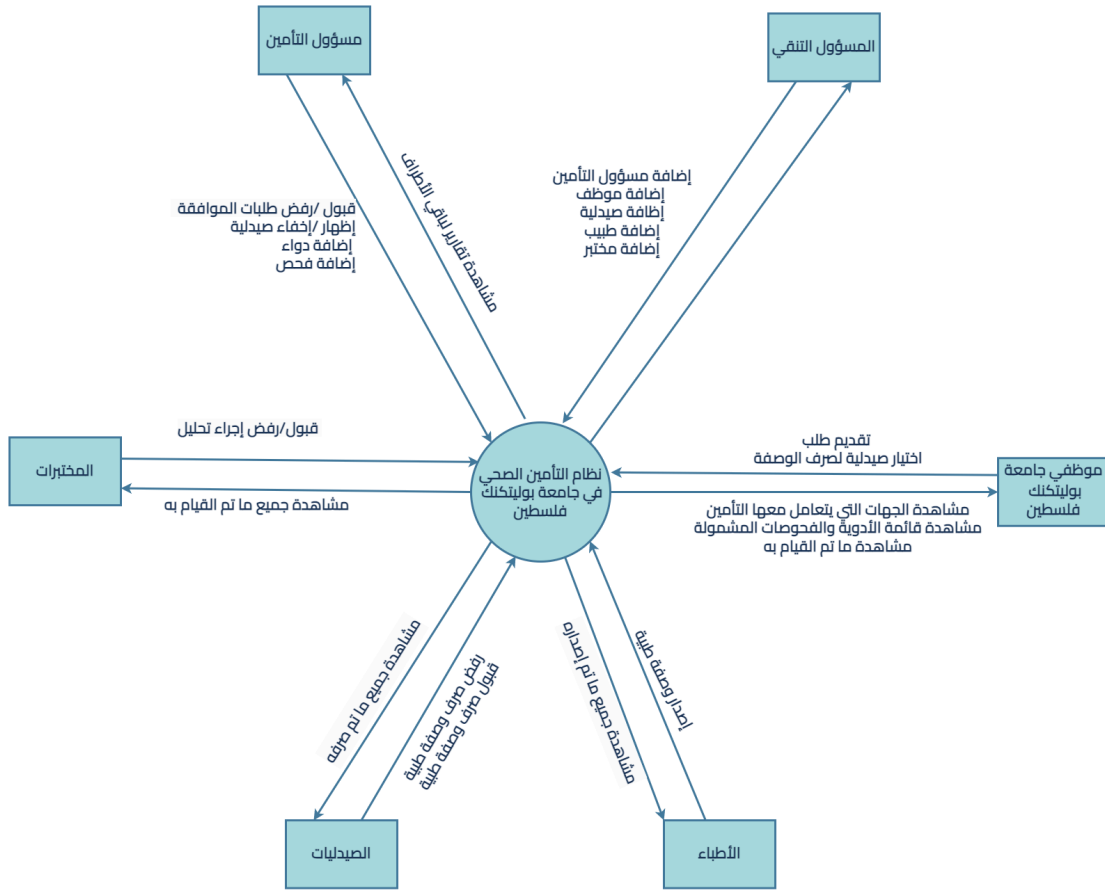 مسؤول التأمين
المسؤول التنقي
قبول /رفض طلبات الموافقة
إظهار /إخفاء صيدلية
إضافة دواء
إضافة فحص
مشاهدة تقارير لباقي الأطراف
إضافة مسؤول التأمين
إضافة موظف
إظافة صيدلية
إضافة طبيب
إضافة مختبر
المختبرات
قبول/رفض إجراء تحليل
مشاهدة جميع ما تم القيام به
نظام التأمين الصحي
في جامعة بوليتكنك
فلسطين
تقديم طلب
اختيار صيدلية لصرف الوصفة
مشاهدة الجهات التي يتعامل معها التأمين
مشاهدة قائمة الأدوية والفحوصات المشمولة
مشاهدة ما تم القيام به
موظفي جامعة
بوليتكنك
فلسطين
مشاهدة جميع ما تم صرفه
رفض صرف وصفة طبية
قبول صرف وصفة طبية
مشاهدة جميع ما تم إصداره
إصدار وصفة طبية
الصيدليات
الأطباء